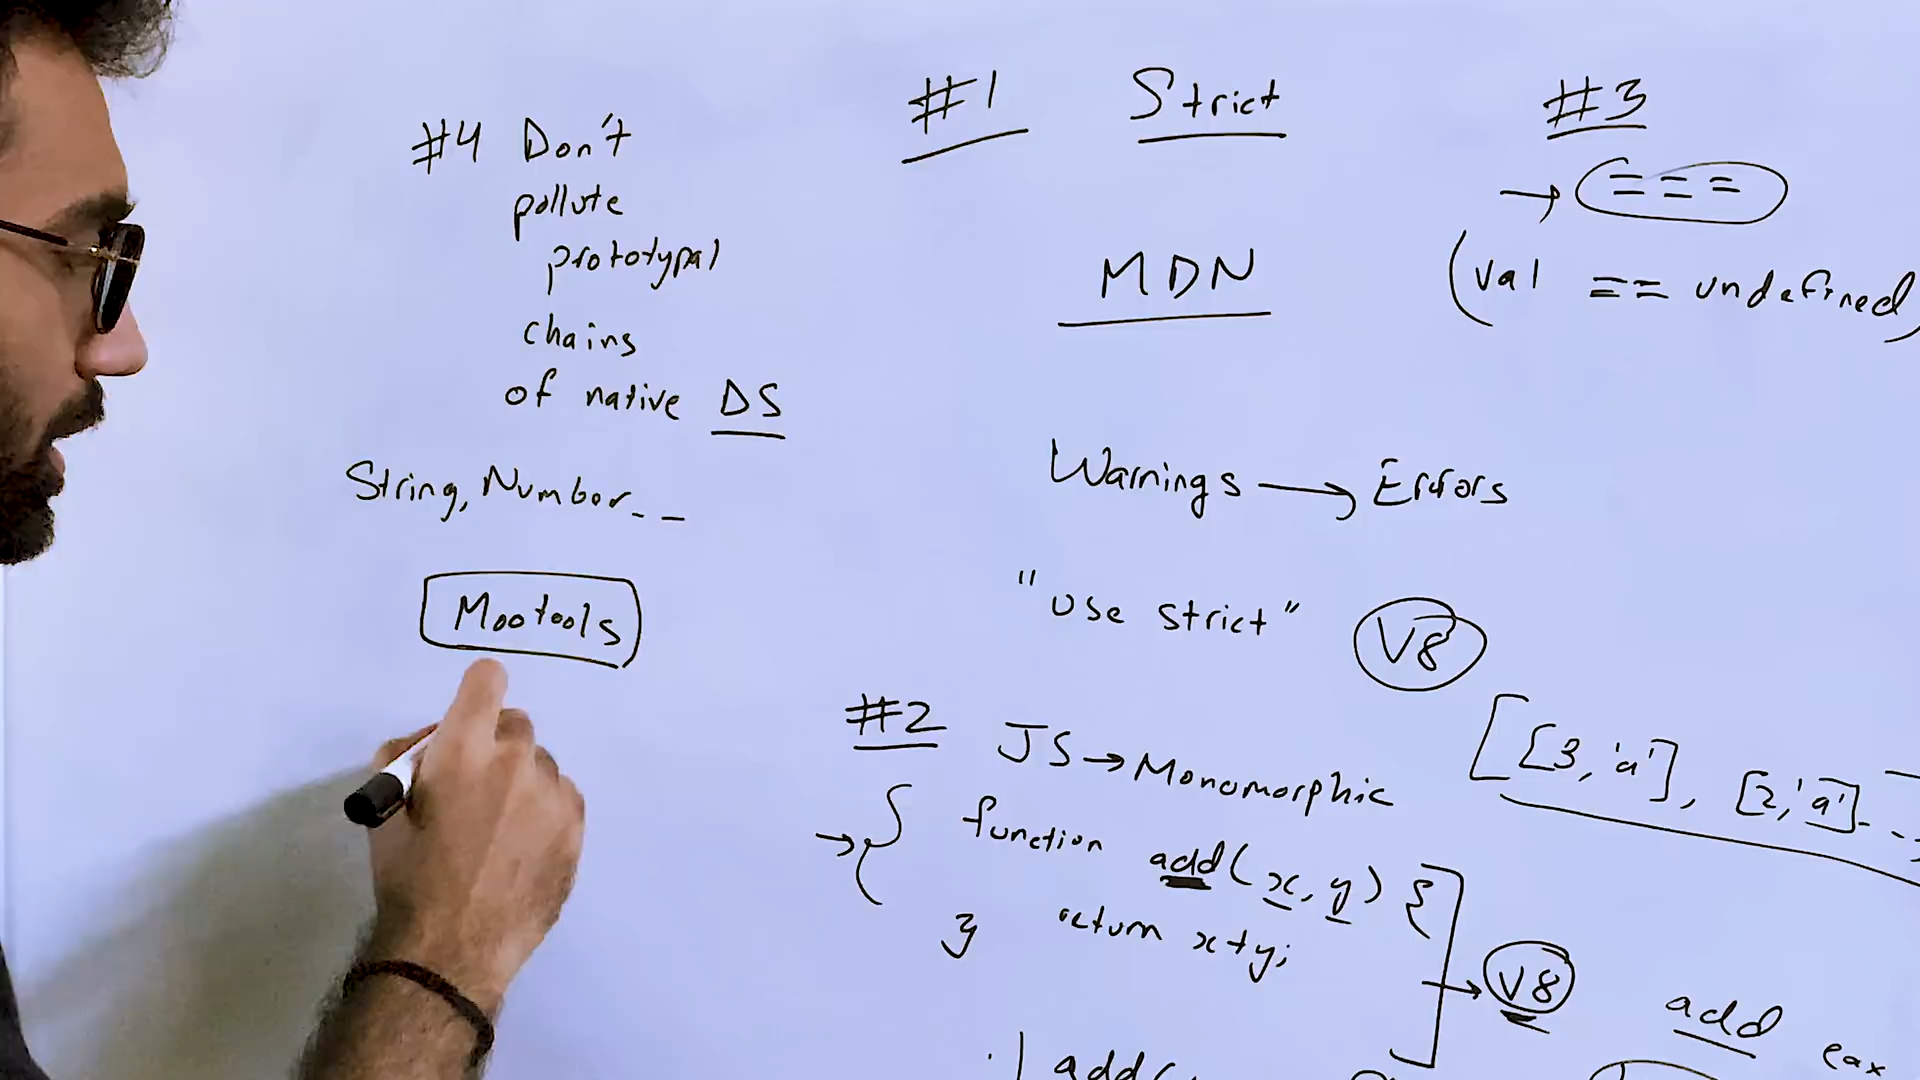 #1 Strict
MDN
Warnings → Errors
"use strict" V8
#2 JS → Monomorphic
[[3, 'a'], [2, 'a']--
→ { function add(x, y) {
return x+y;
}
→ V8
add
eax
add(
#3
→ ===
(val == undefined)
#4 Don't
pollute
prototypal
chains
of native DS
String, Number--
Mootools